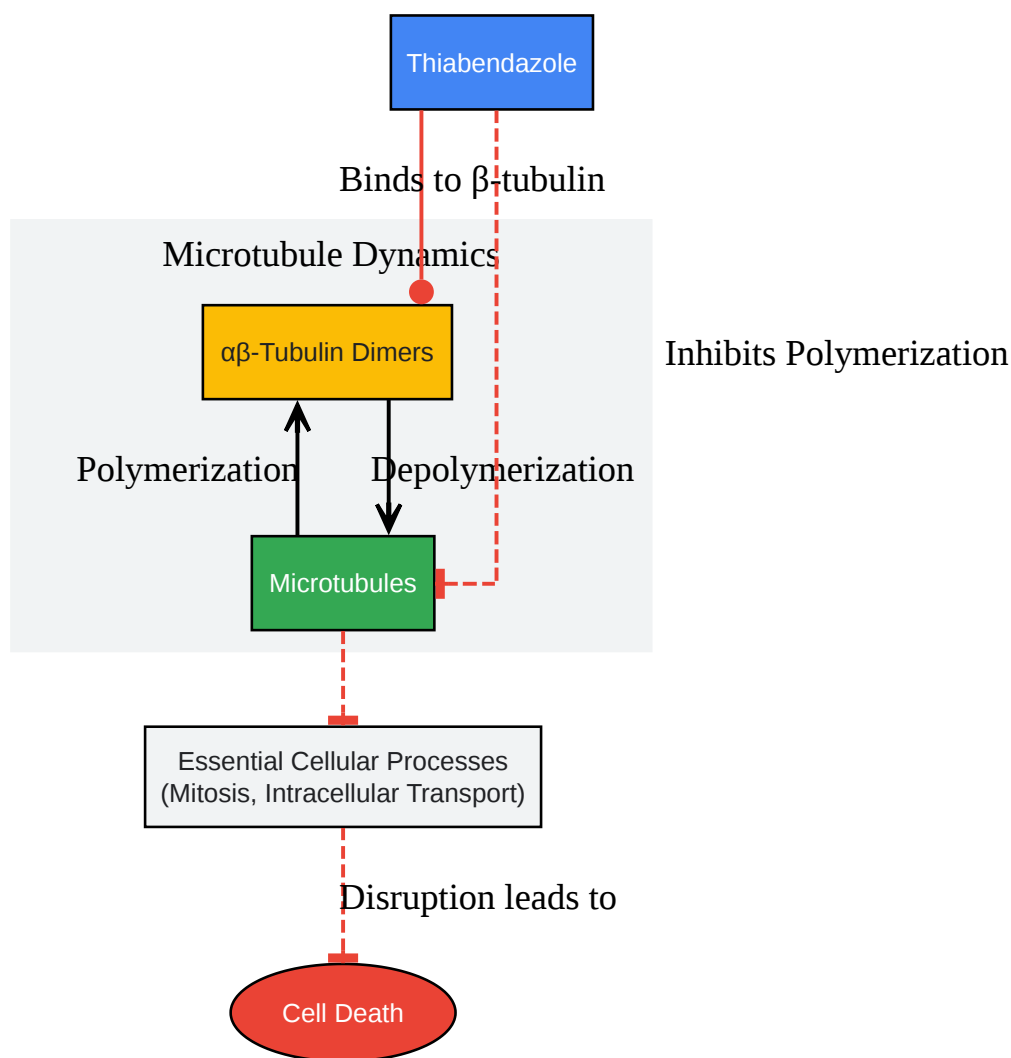 Thiabendazole
Binds to β-tubulin
Microtubule Dynamics
αβ-Tubulin Dimers
Inhibits Polymerization
Polymerization
Depolymerization
Microtubules
Essential Cellular Processes
(Mitosis, Intracellular Transport)
Disruption leads to
Cell Death